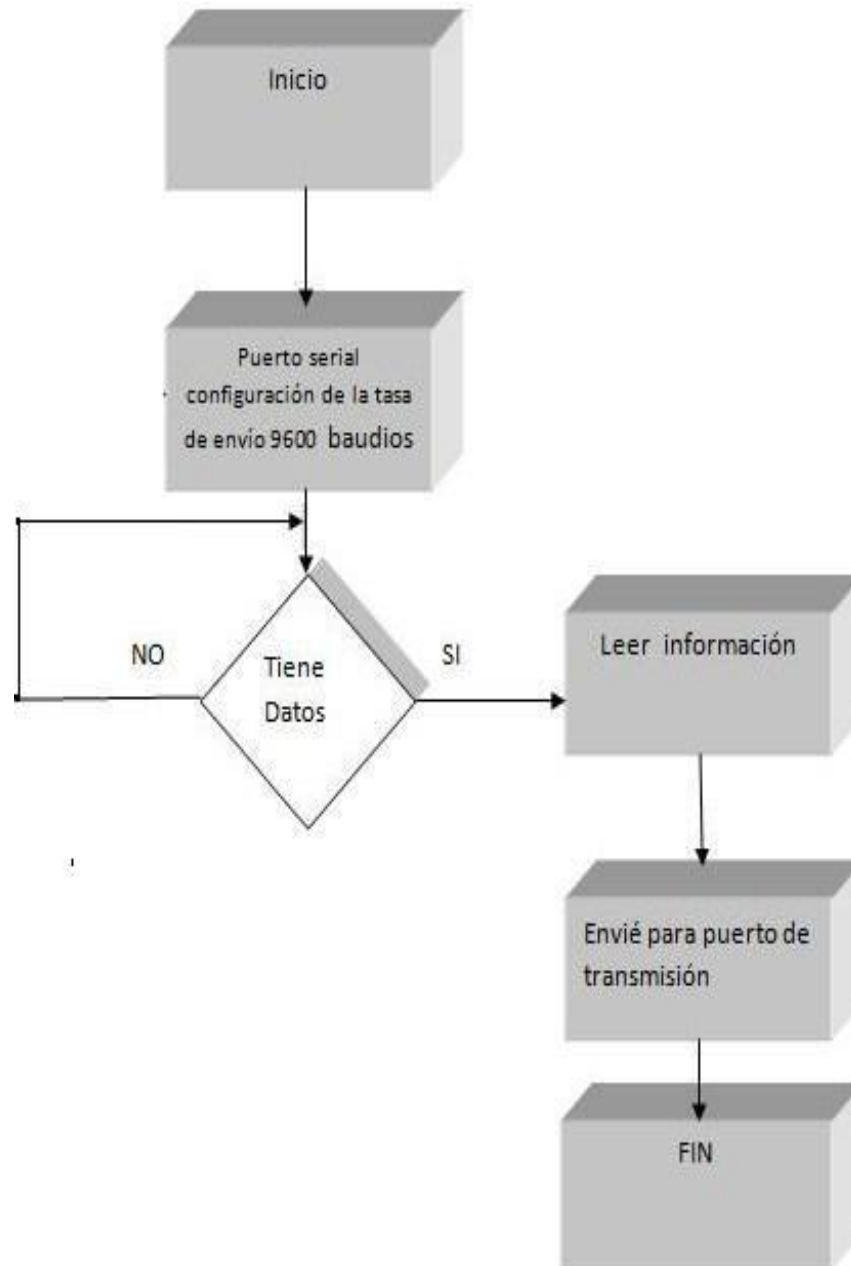 Inicio
Puerto serial
configuración de la tasa
de envío 9600 baudios
NO
Tiene
Datos
SI
Leer información
Envié para puerto de
transmisión
FIN